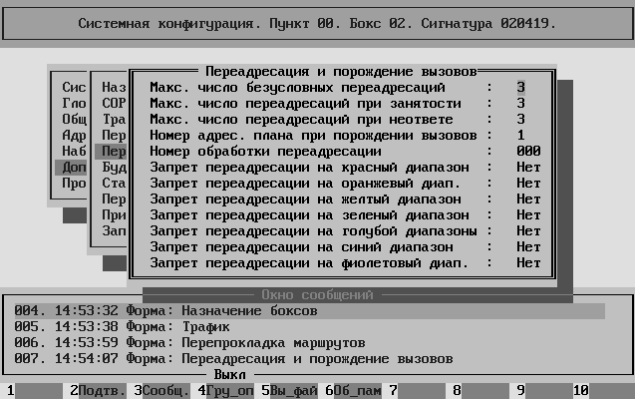 Системная конфигурация. Пункт 00. Бокс 02. Сигнатура 020419.
Переадресация и порождение вызовов
Сис Наз Макс. число безусловных переадресаций : 3
Гло СОР Макс. число переадресаций при занятости : 3
Общ Тра Макс. число переадресаций при неответе : 3
Адр Пер Номер адрес. плана при порождении вызовов : 1
Наб Пер Номер обработки переадресации : 000
Доп Буд Запрет переадресации на красный диапазон : Нет
Про Ста Запрет переадресации на оранжевый диап. : Нет
Пер Запрет переадресации на желтый диапазон : Нет
При Запрет переадресации на зеленый диапазон : Нет
Зап Запрет переадресации на голубой диапазоны : Нет
Запрет переадресации на синий диапазон : Нет
Запрет переадресации на фиолетовый диап. : Нет
Окно сообщений
004. 14:53:32 Форма: Назначение боксов
005. 14:53:38 Форма: Трафик
006. 14:53:59 Форма: Перепрокладка маршрутов
007. 14:54:07 Форма: Переадресация и порождение вызовов
Выкл
1 2Подтв. 3Сообщ. 4Гру_оп 5Вы_фай 6Об_пам 7 8 9 10